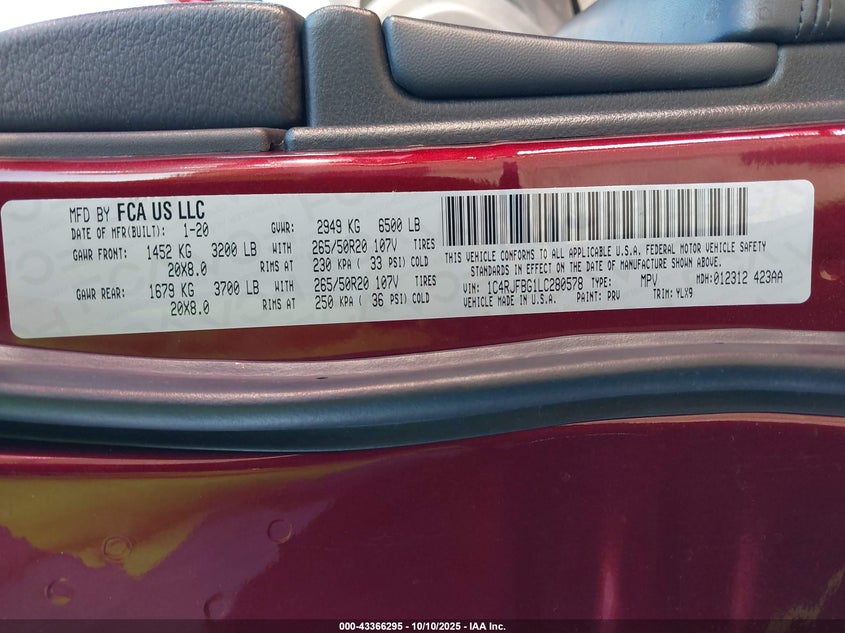 MFD BY FCA US LLC
DATE OF MFR(BUILT): 1-20 GVWR: 2949 KG 6500 LB
GAWR FRONT: 1452 KG 3200 LB WITH 265/50R20 107V TIRES
20X8.0 RIMS AT 230 KPA ( 33 PSI) COLD
GAWR REAR: 1679 KG 3700 LB WITH 265/50R20 107V TIRES
20X8.0 RIMS AT 250 KPA ( 36 PSI) COLD
THIS VEHICLE CONFORMS TO ALL APPLICABLE U.S.A. FEDERAL MOTOR VEHICLE SAFETY
STANDARDS IN EFFECT ON THE DATE OF MANUFACTURE SHOWN ABOVE.
VIN: 1C4RJFBG1LC280578 TYPE: MPV MDH:012312 423AA
VEHICLE MADE IN U.S.A. PAINT: PRV TRIM: YLX9
000-43366295 - 10/10/2025 - IAA Inc.